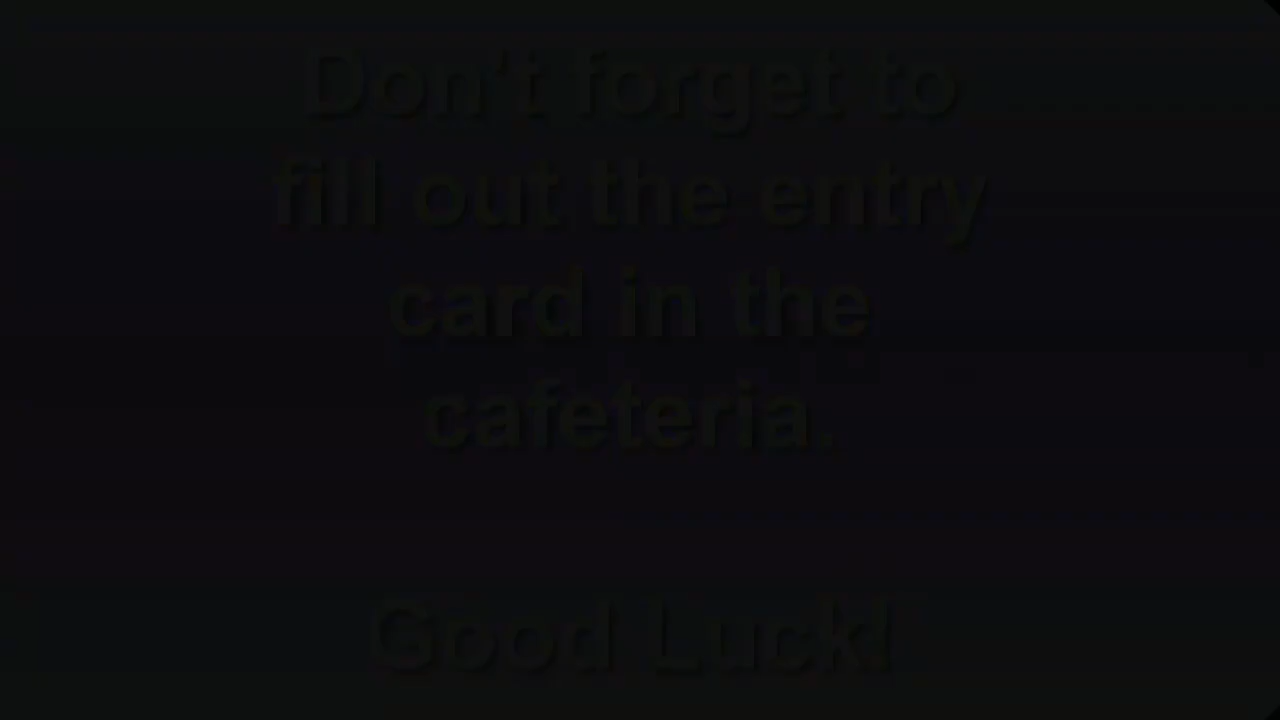 Don't forget to
fill out the entry
card in the
cafeteria.
Good Luck!